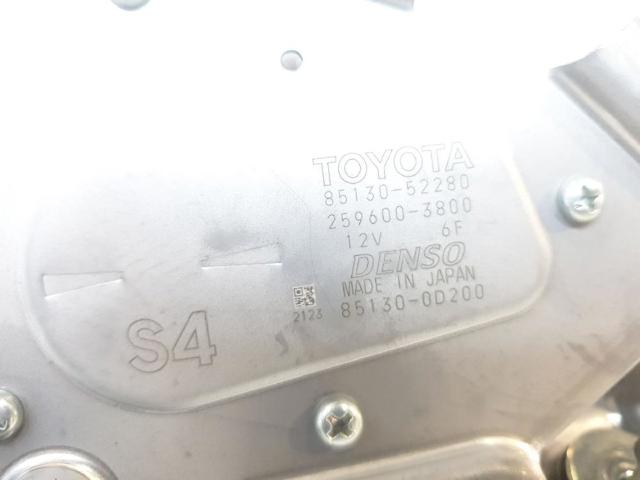 TOYOTA
85130-52280
259600-3800
12V 6F
DENSO
MADE IN JAPAN
85130-0D200
2123
S4